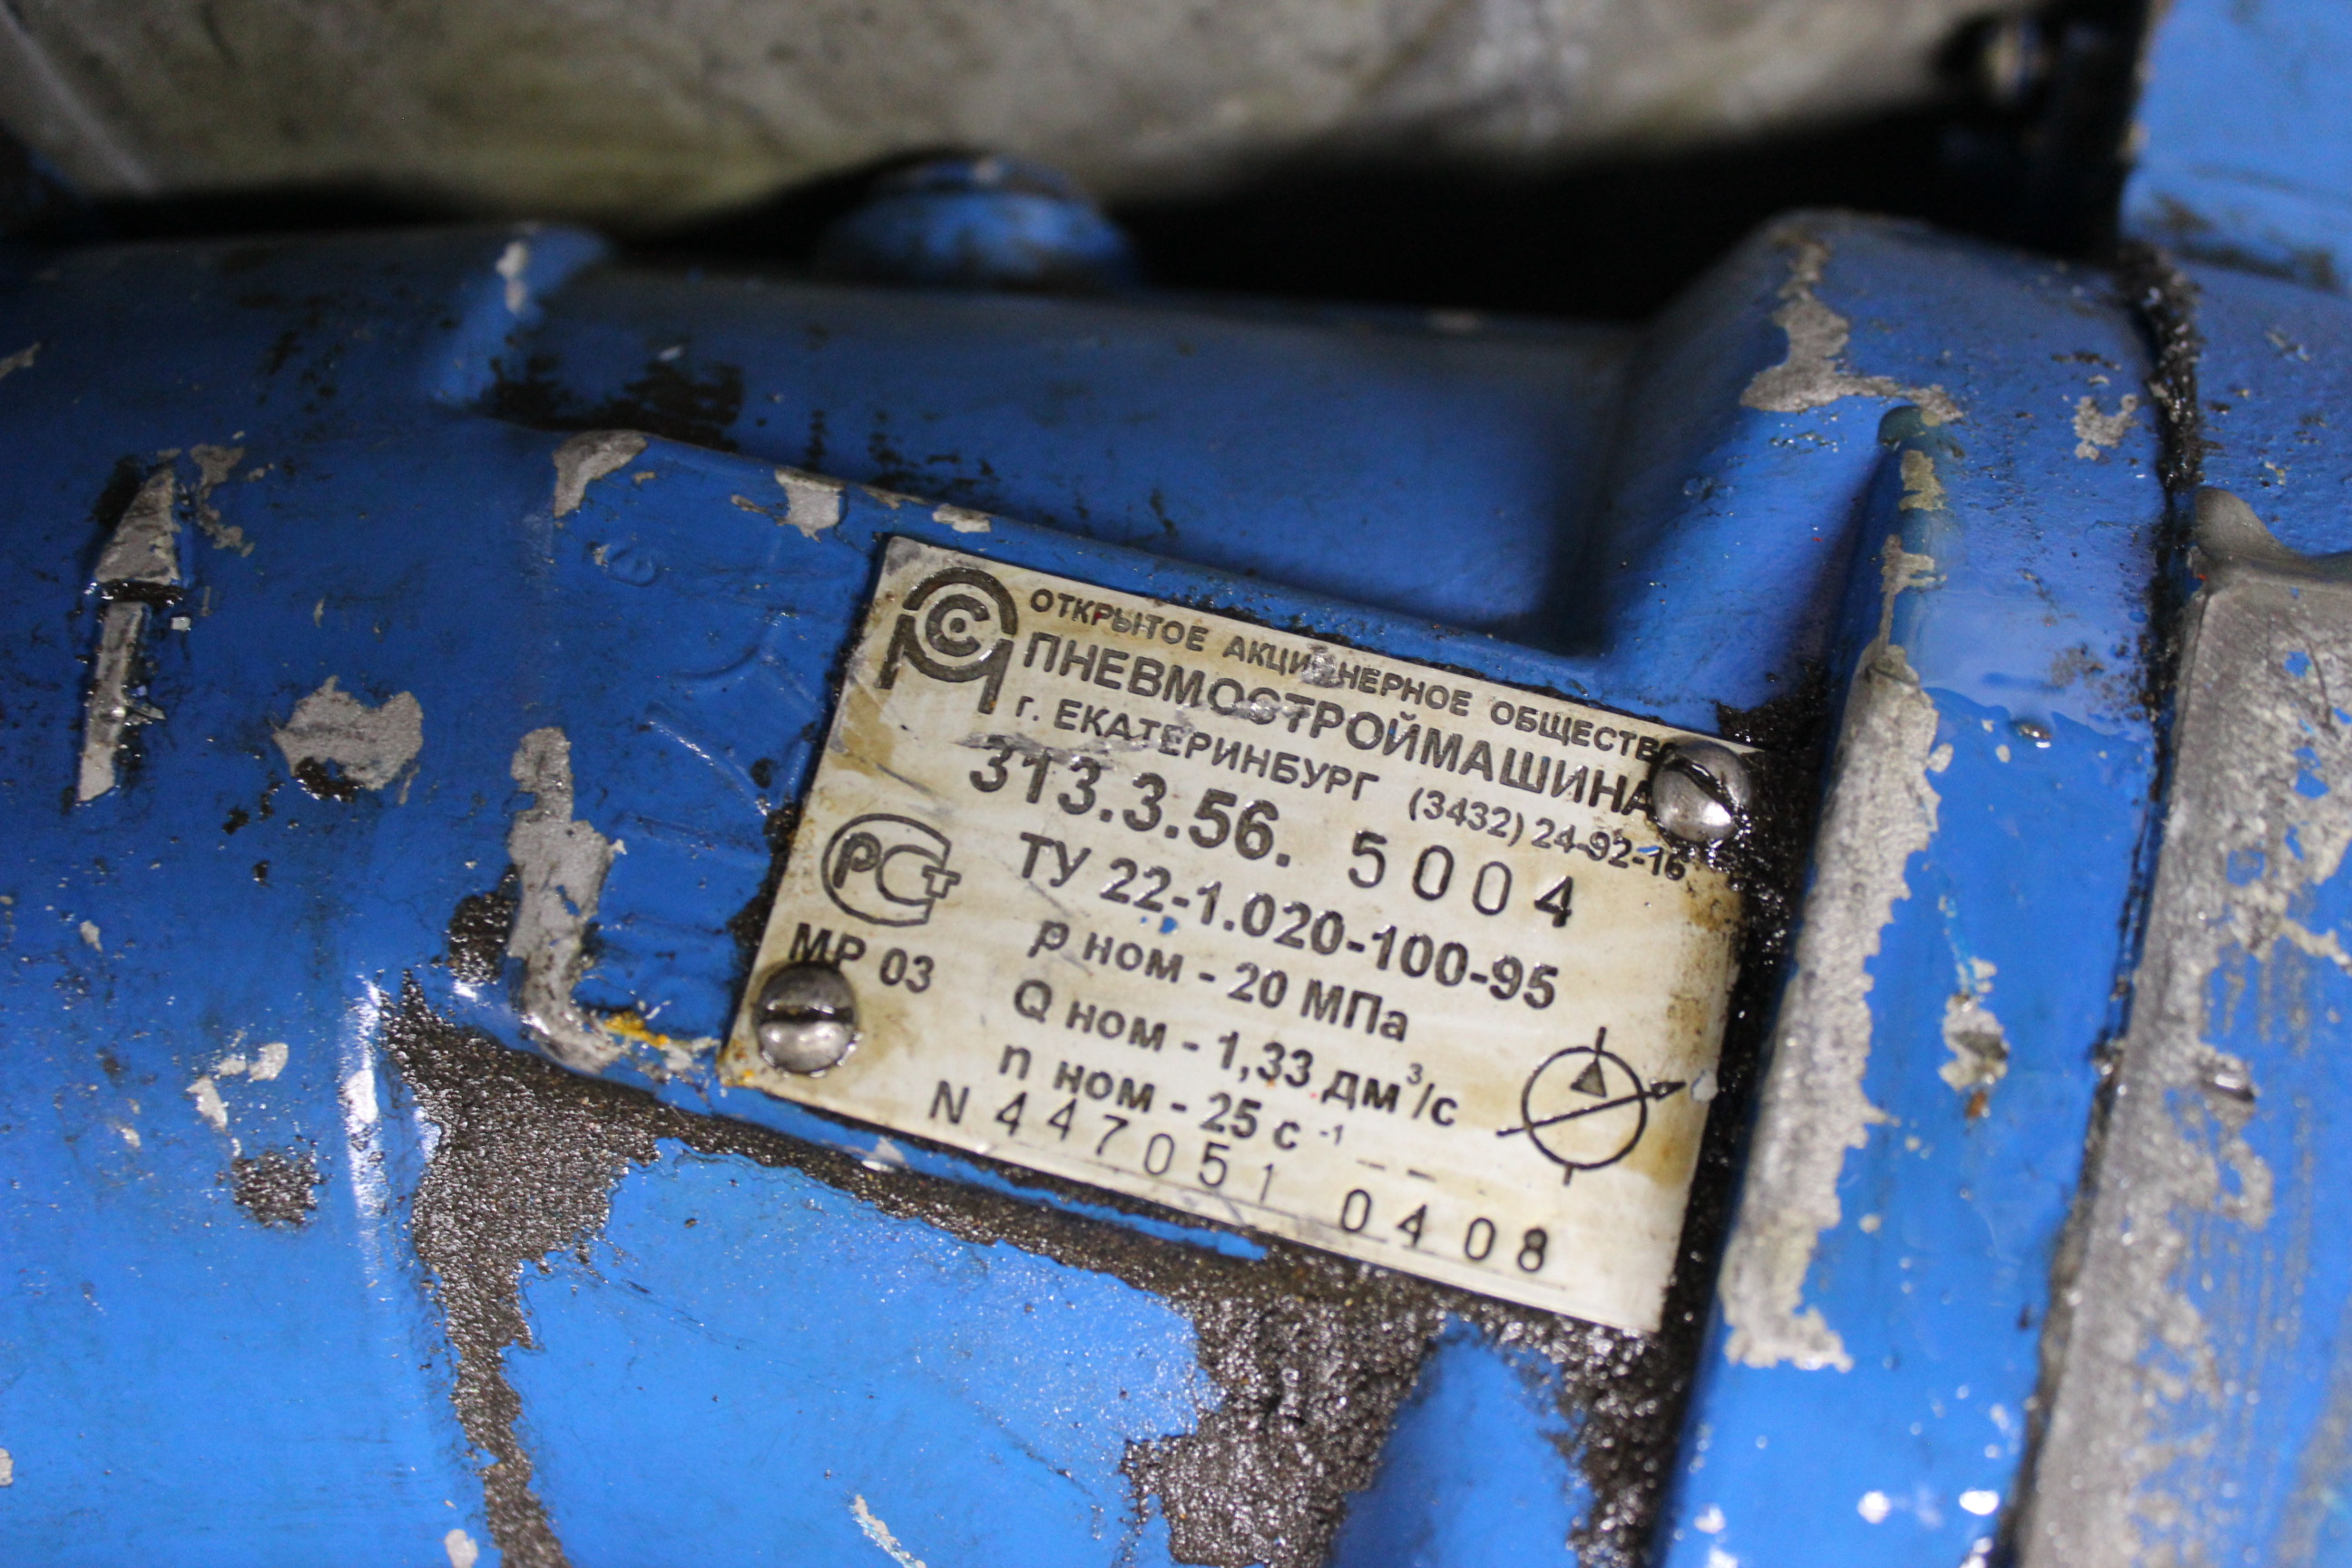 ОТКРЫТОЕ АКЦИОНЕРНОЕ ОБЩЕСТВО
ПНЕВМОСТРОЙМАШИНА
г. ЕКАТЕРИНБУРГ (3432) 24-92-16
313.3.56. 5004
ТУ 22-1.020-100-95
РСТ
МР 03
р ном - 20 МПа
Q ном - 1,33 дм³/с
n ном - 25 с⁻¹
N 447051 0408